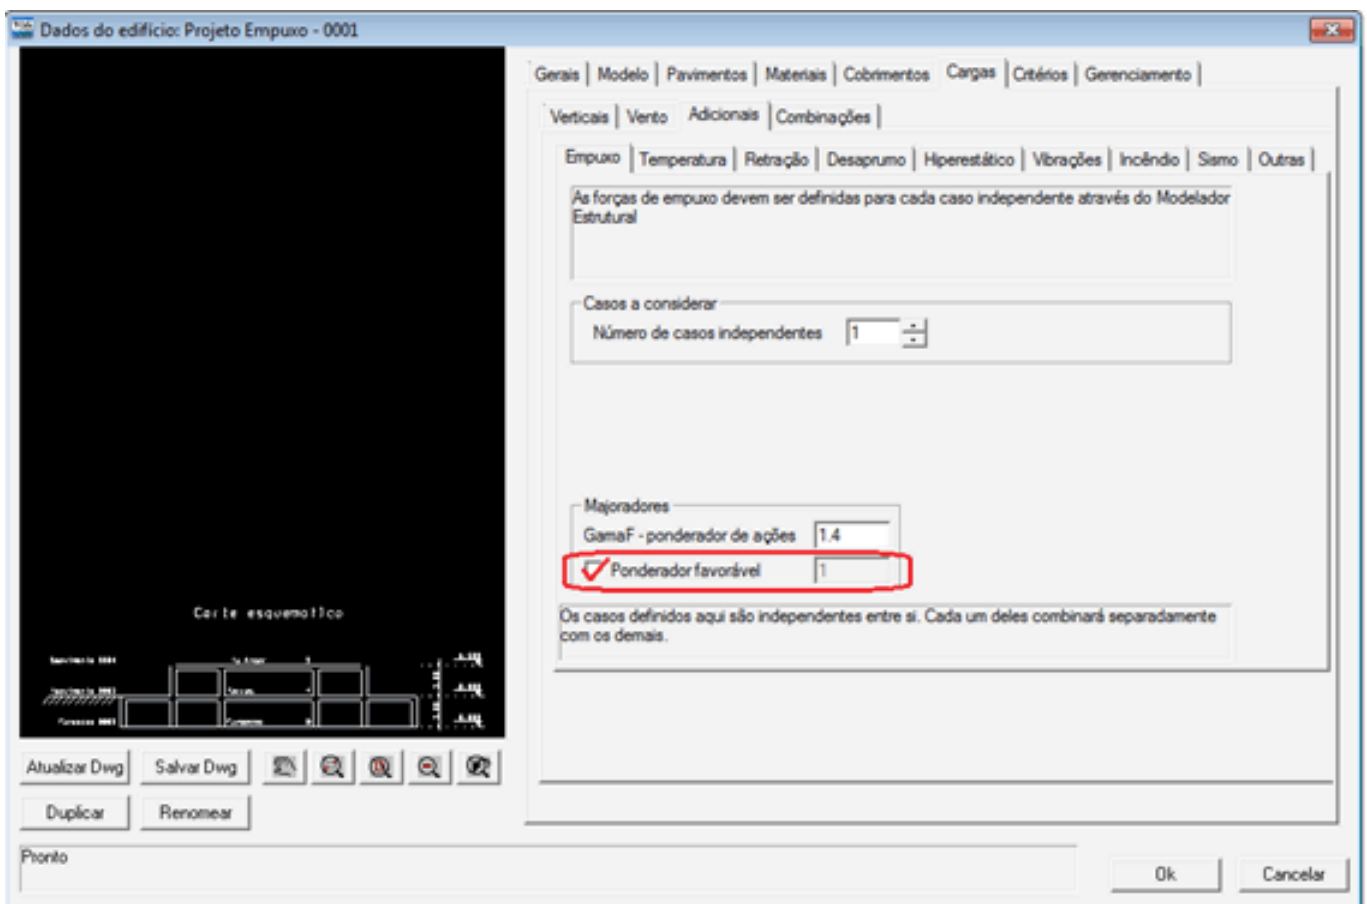 Dados do edifício: Projeto Empuxo - 0001
Gerais Modelo Pavimentos Materiais Cobrimentos Cargas Critérios Gerenciamento
Verticais Vento Adicionais Combinações
Empuxo Temperatura Retração Desaprumo Hiperestático Vibrações Incêndio Sismo Outras
As forças de empuxo devem ser definidas para cada caso independente através do Modelador
Estrutural
Casos a considerar
Número de casos independentes 1
Majoradores
GamaF - ponderador de ações 1.4
Ponderador favorável 1
Os casos definidos aqui são independentes entre si. Cada um deles combinará separadamente
com os demais.
Corte esquematico
Atualizar Dwg Salvar Dwg
Duplicar Renomear
Pronto
Ok Cancelar